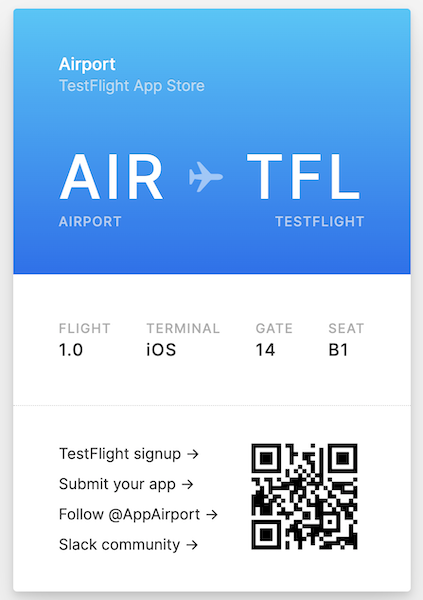 Airport
TestFlight App Store
AIR TFL
AIRPORT TESTFLIGHT
FLIGHT TERMINAL GATE SEAT
1.0 iOS 14 B1
TestFlight signup →
Submit your app →
Follow @AppAirport →
Slack community →